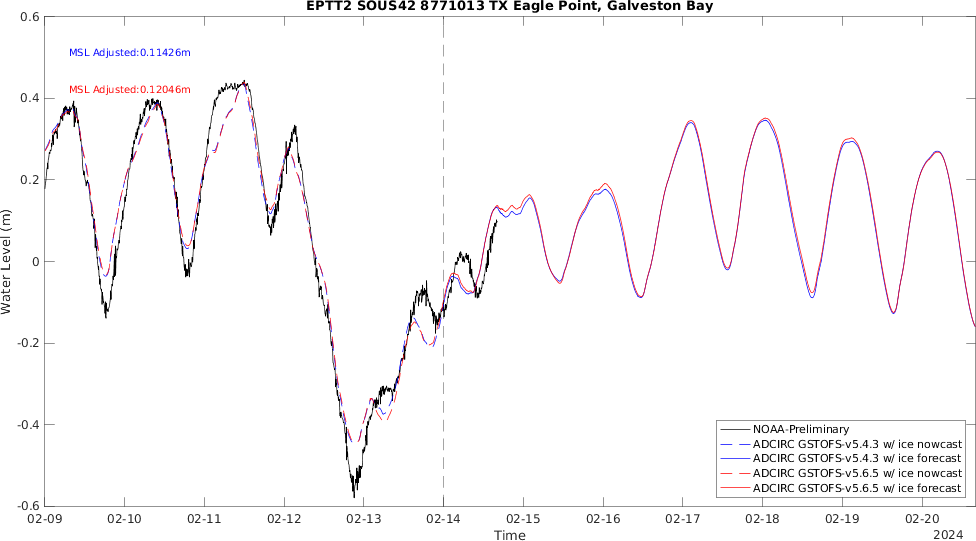 EPTT2 SOUS42 8771013 TX Eagle Point, Galveston Bay
0.6
MSL Adjusted:0.11426m
MSL Adjusted:0.12046m
0.4
0.2
0
-0.2
-0.4
-0.6
Water Level (m)
NOAA-Preliminary
ADCIRC GSTOFS-v5.4.3 w/ ice nowcast
ADCIRC GSTOFS-v5.4.3 w/ ice forecast
ADCIRC GSTOFS-v5.6.5 w/ ice nowcast
ADCIRC GSTOFS-v5.6.5 w/ ice forecast
02-09 02-10 02-11 02-12 02-13 02-14 02-15 02-16 02-17 02-18 02-19 02-20
Time
2024